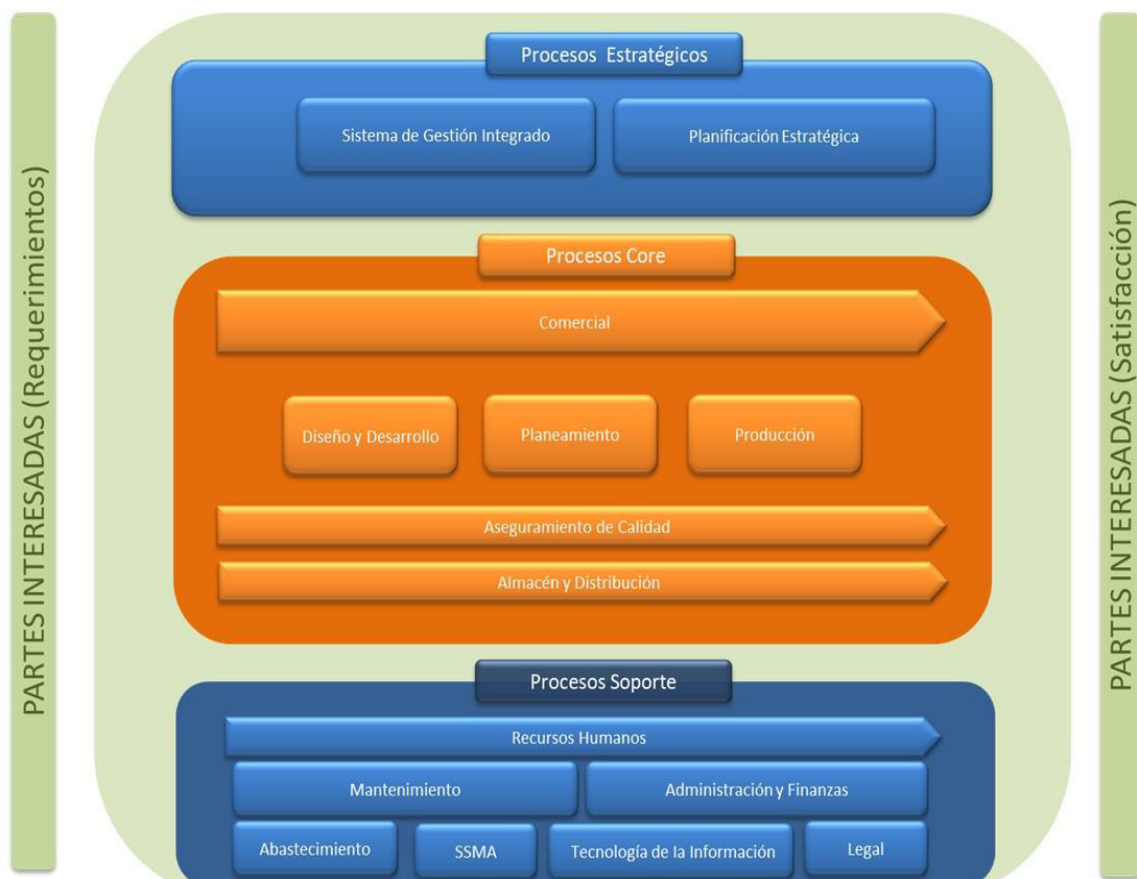 PARTES INTERESADAS (Requerimientos)
Procesos Estratégicos
Sistema de Gestión Integrado
Planificación Estratégica
Procesos Core
Comercial
Diseño y Desarrollo
Planeamiento
Producción
Aseguramiento de Calidad
Almacén y Distribución
Procesos Soporte
Recursos Humanos
Mantenimiento
Administración y Finanzas
Abastecimiento
SSMA
Tecnología de la Información
Legal
PARTES INTERESADAS (Satisfacción)